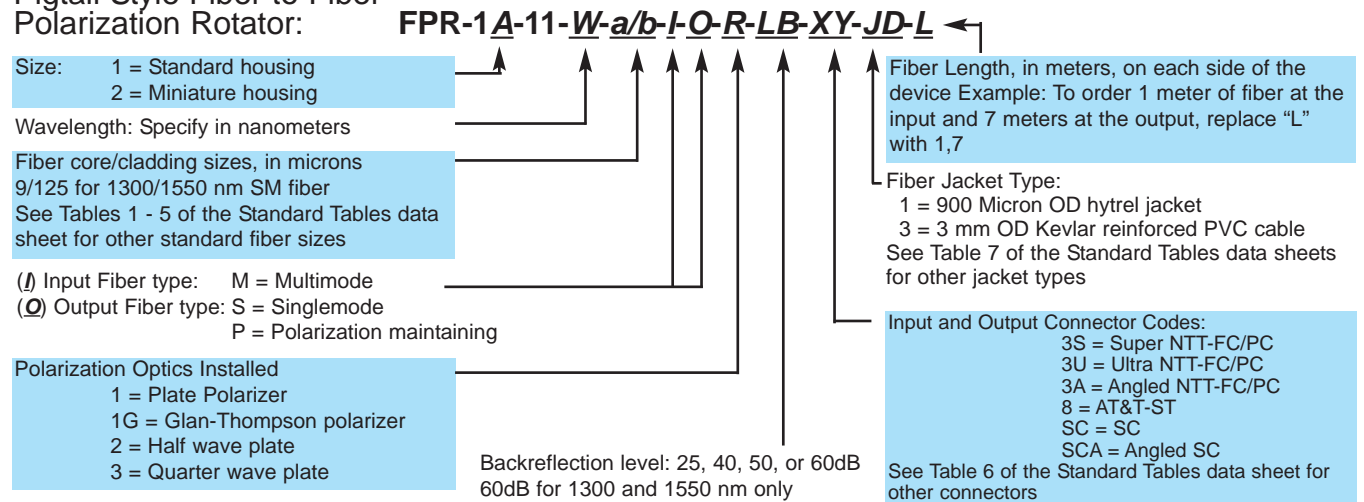 Pigtail Style Fiber to Fiber
Polarization Rotator: FPR-1A-11-W-a/b-I-O-R-LB-XY-JD-L
Size: 1 = Standard housing
2 = Miniature housing
Wavelength: Specify in nanometers
Fiber core/cladding sizes, in microns
9/125 for 1300/1550 nm SM fiber
See Tables 1 - 5 of the Standard Tables data
sheet for other standard fiber sizes
(I) Input Fiber type: M = Multimode
(O) Output Fiber type: S = Singlemode
P = Polarization maintaining
Polarization Optics Installed
1 = Plate Polarizer
1G = Glan-Thompson polarizer
2 = Half wave plate
3 = Quarter wave plate
Backreflection level: 25, 40, 50, or 60dB
60dB for 1300 and 1550 nm only
Fiber Length, in meters, on each side of the
device Example: To order 1 meter of fiber at the
input and 7 meters at the output, replace “L”
with 1,7
Fiber Jacket Type:
1 = 900 Micron OD hytrel jacket
3 = 3 mm OD Kevlar reinforced PVC cable
See Table 7 of the Standard Tables data sheets
for other jacket types
Input and Output Connector Codes:
3S = Super NTT-FC/PC
3U = Ultra NTT-FC/PC
3A = Angled NTT-FC/PC
8 = AT&T-ST
SC = SC
SCA = Angled SC
See Table 6 of the Standard Tables data sheet for
other connectors